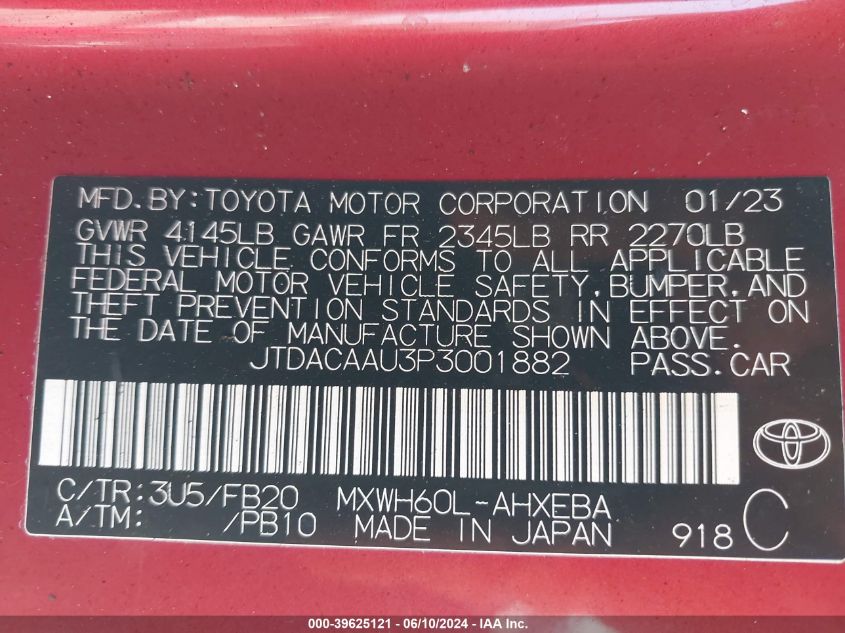 MFD. BY: TOYOTA MOTOR CORPORATION 01/23
GVWR 4145LB GAWR FR 2345LB RR 2270LB
THIS VEHICLE CONFORMS TO ALL APPLICABLE
FEDERAL MOTOR VEHICLE SAFETY, BUMPER, AND
THEFT PREVENTION STANDARDS IN EFFECT ON
THE DATE OF MANUFACTURE SHOWN ABOVE.
JTDACAAU3P3001882 PASS.CAR
C/TR: 3U5/FB20 MXWH60L-AHXEBA C
A/TM: /PB10 MADE IN JAPAN 918
000-39625121 - 06/10/2024 - IAA Inc.